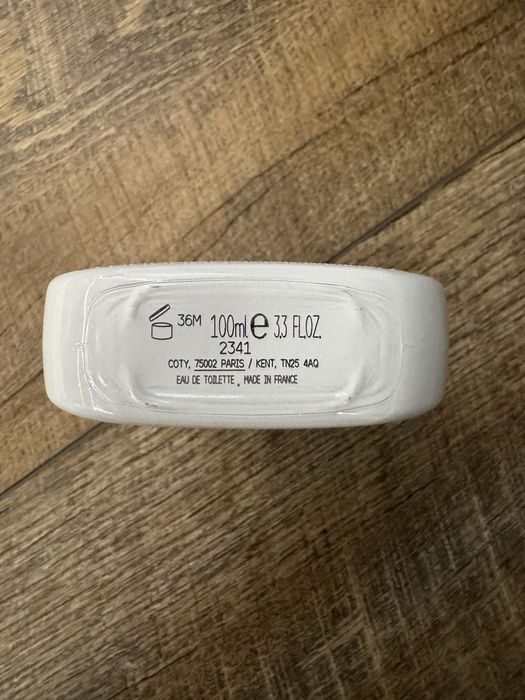 36M 100ml e 3.3 FL.OZ.
2341
COTY, 75002 PARIS / KENT, TN25 4AQ
EAU DE TOILETTE . MADE IN FRANCE